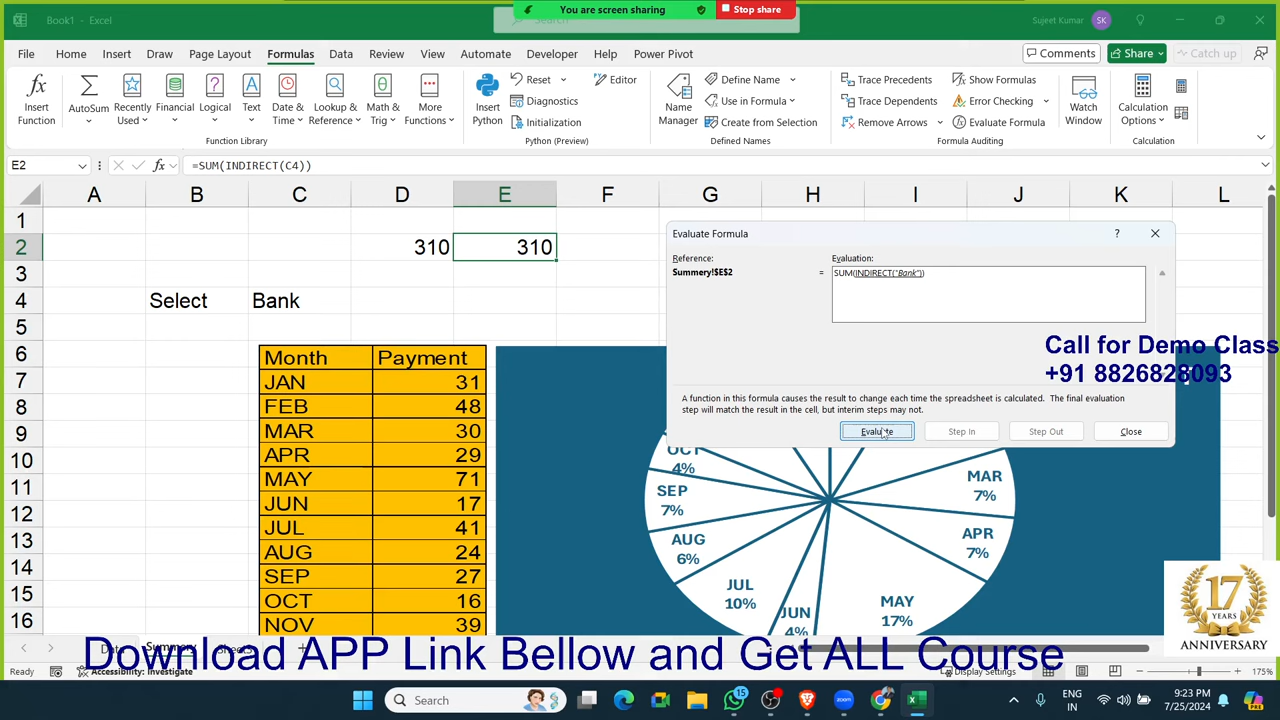 You are screen sharing
Stop share
Book1 - Excel
Search
Sujeet Kumar
SK
File
Home
Insert
Draw
Page Layout
Formulas
Data
Review
View
Automate
Developer
Help
Power Pivot
Comments
Share
Catch up
Insert Function
AutoSum
Recently Used
Financial
Logical
Text
Date & Time
Lookup & Reference
Math & Trig
More Functions
Function Library
Insert Python
Reset
Diagnostics
Initialization
Editor
Python (Preview)
Name Manager
Define Name
Use in Formula
Create from Selection
Defined Names
Trace Precedents
Trace Dependents
Remove Arrows
Show Formulas
Error Checking
Evaluate Formula
Formula Auditing
Watch Window
Calculation Options
Calculation
E2
fx
=SUM(INDIRECT(C4))
A B C D E F G H I J K L
1
2 310 310
3
4 Select Bank
5
6 Month Payment
7 JAN 31
8 FEB 48
9 MAR 30
10 APR 29
11 MAY 71
12 JUN 17
13 JUL 41
14 AUG 24
15 SEP 27
16 OCT 16
NOV 39
Evaluate Formula
? ×
Reference:
Evaluation:
Summery!$E$2 = SUM(INDIRECT("Bank"))
A function in this formula causes the result to change each time the spreadsheet is calculated. The final evaluation
step will match the result in the cell, but interim steps may not.
Evaluate
Step In
Step Out
Close
Call for Demo Class
+91 8826828093
OCT
4%
SEP
7%
AUG
6%
JUL
10%
JUN
4%
MAY
17%
APR
7%
MAR
7%
17
YEARS
ANNIVERSARY
Download APP Link Bellow and Get ALL Course
Ready
Accessibility: Investigate
Display Settings
175%
Search
15
ENG
IN
9:23 PM
7/25/2024